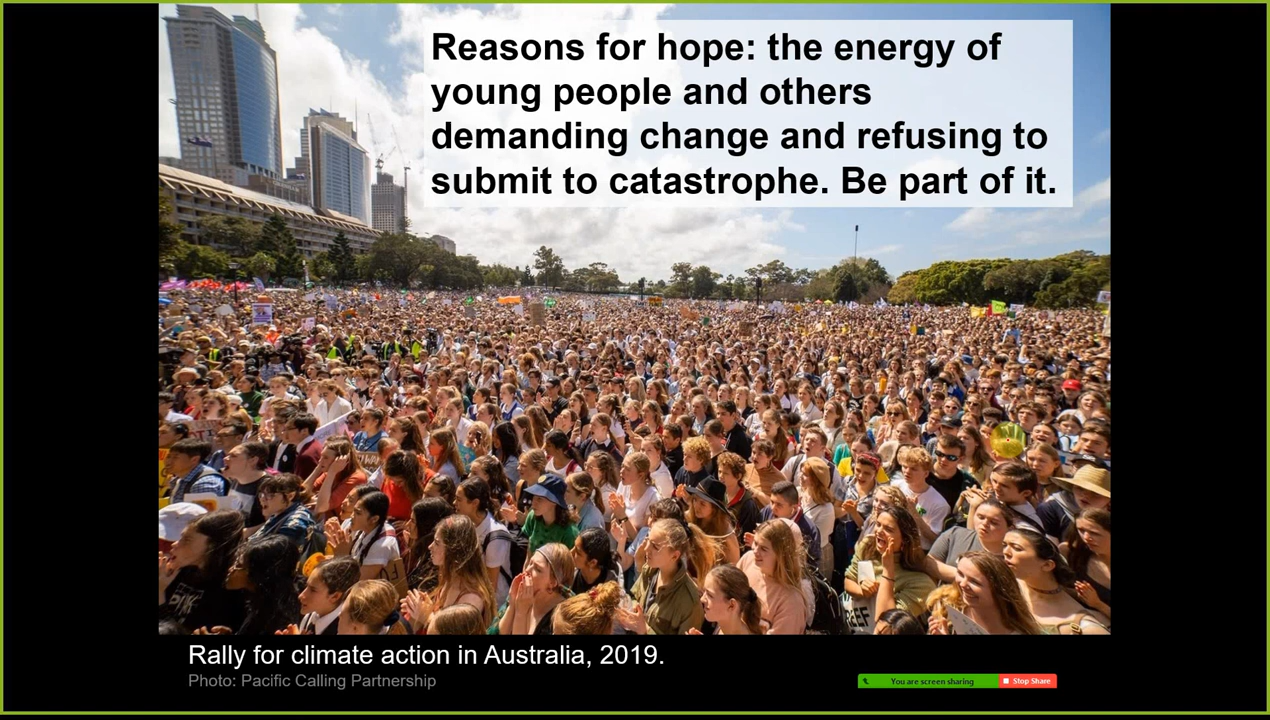 Reasons for hope: the energy of
young people and others
demanding change and refusing to
submit to catastrophe. Be part of it.
Rally for climate action in Australia, 2019.
Photo: Pacific Calling Partnership
You are screen sharing
Stop Share